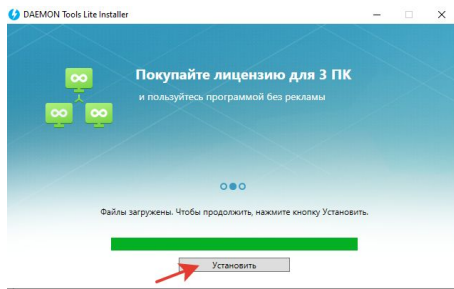 DAEMON Tools Lite Installer
Покупайте лицензию для 3 ПК
и пользуйтесь программой без рекламы
Файлы загружены. Чтобы продолжить, нажмите кнопку Установить.
Установить